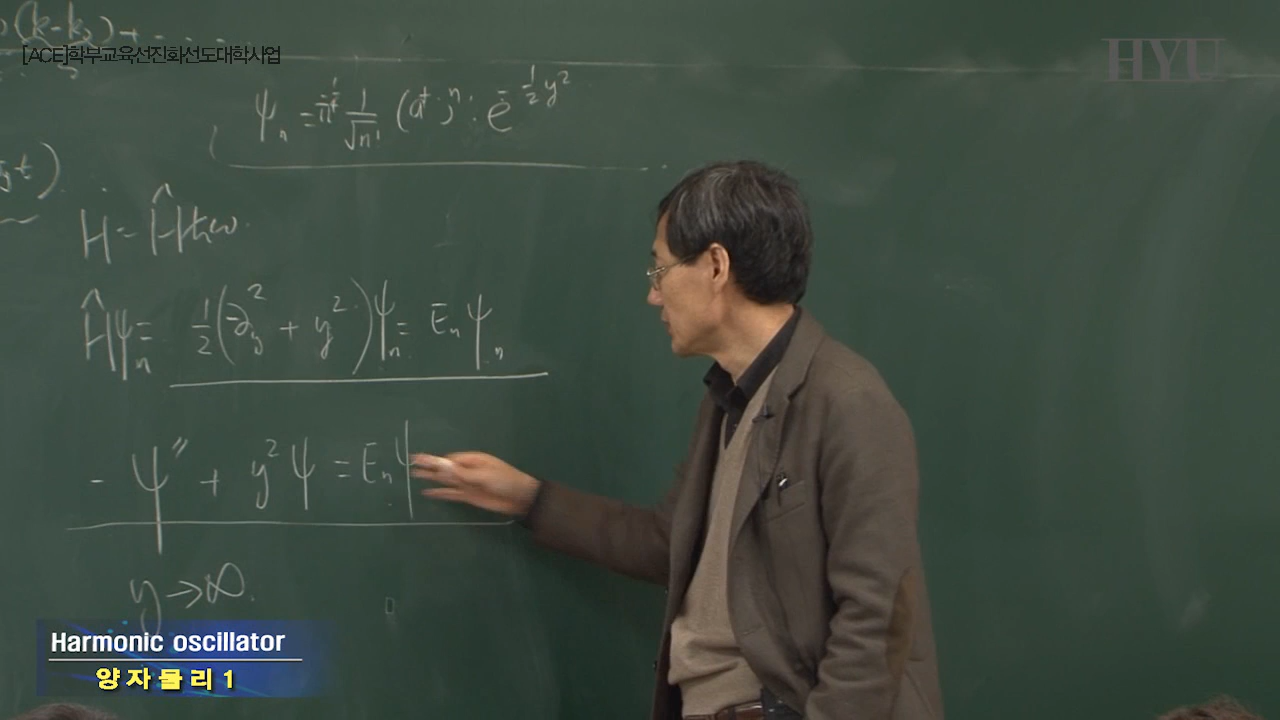 (k-k₂)+ ....
[ACE]학부교육선진화선도대학사업
HYU
ψₙ = π^{-1/4} 1/√n! (a⁺)ⁿ : e^{-1/2 y²}
t)
H = Ĥħω.
Ĥψₙ = 1/2(-∂_y² + y²)ψₙ = Eₙψₙ
-ψ″ + y²ψ = Eₙψ
y→∞.
Harmonic oscillator
양자물리 1